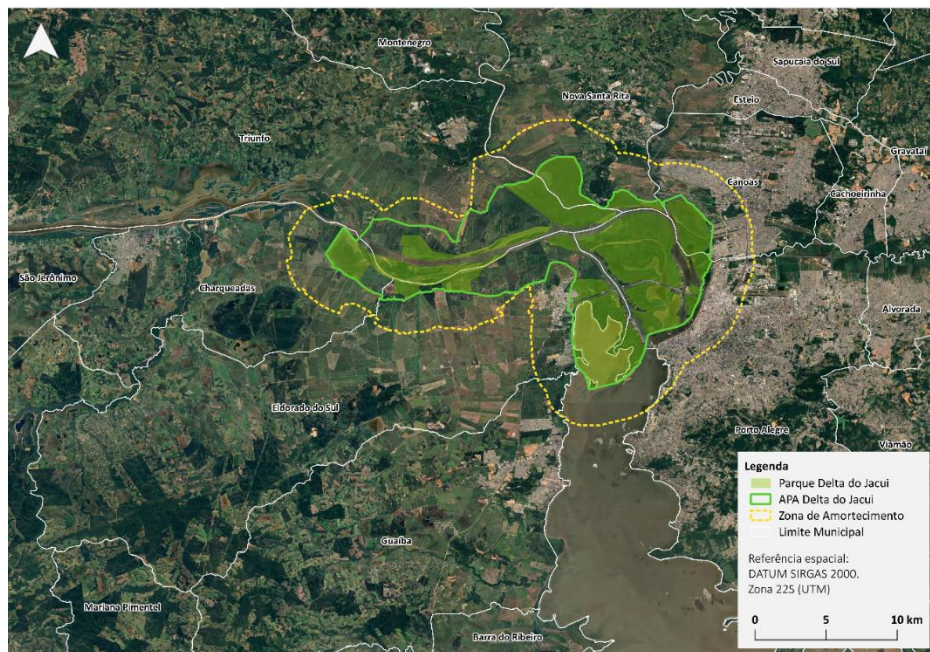 Montenegro
Sapucaia do Sul
Nova Santa Rita
Esteio
Triunfo
Gravataí
Canoas
Cachoeirinha
São Jerônimo
Charqueadas
Alvorada
Eldorado do Sul
Porto Alegre
Viamão
Guaíba
Mariana Pimentel
Barra do Ribeiro
Legenda
Parque Delta do Jacuí
APA Delta do Jacuí
Zona de Amortecimento
Limite Municipal
Referência espacial:
DATUM SIRGAS 2000.
Zona 22S (UTM)
0 5 10 km